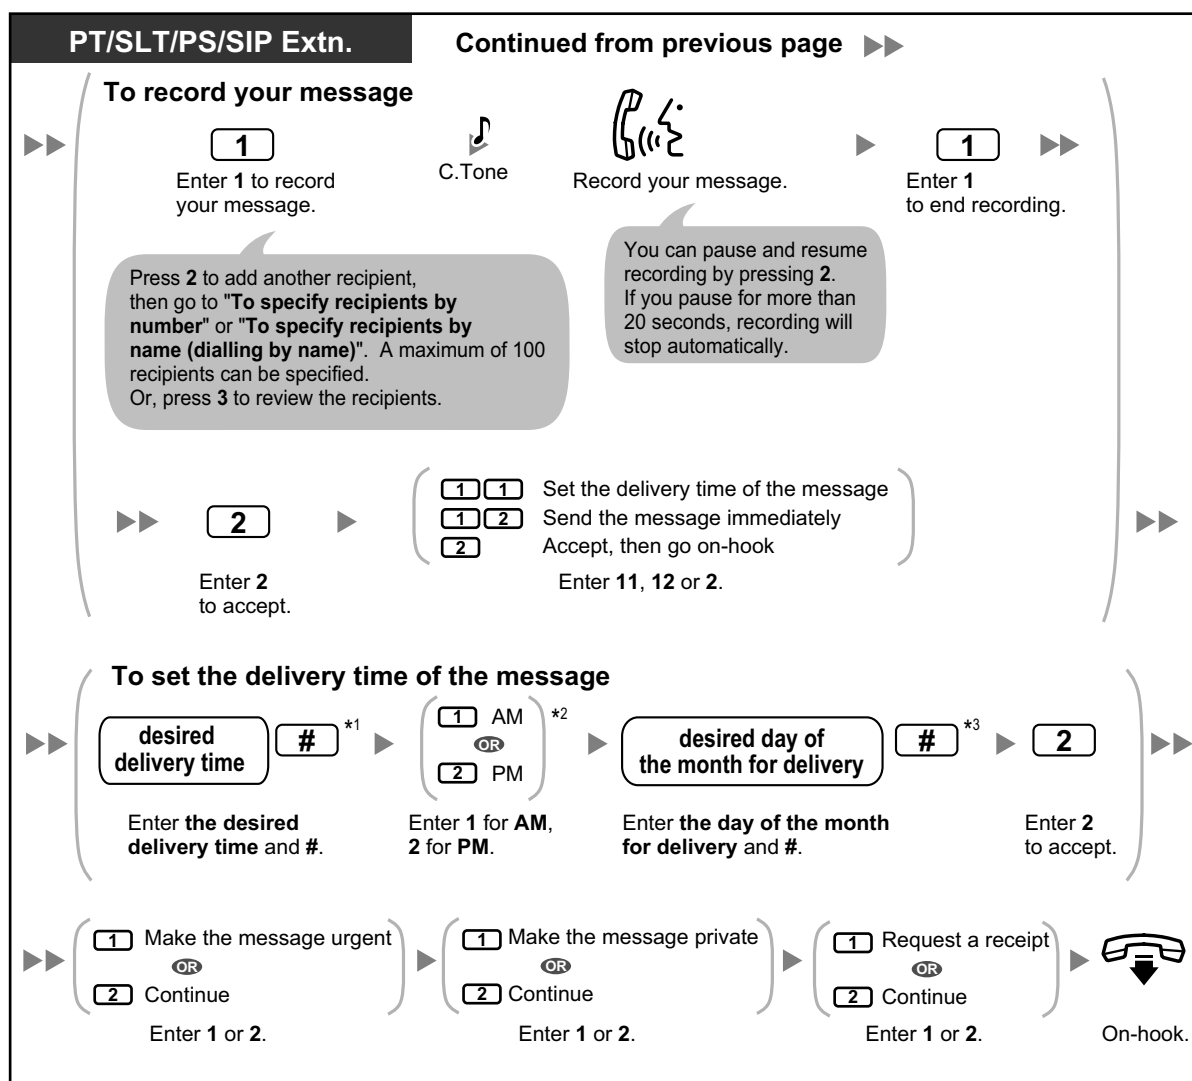 PT/SLT/PS/SIP Extn.
Continued from previous page
To record your message
1
Enter 1 to record
your message.
C.Tone
Record your message.
1
Enter 1
to end recording.
Press 2 to add another recipient,
then go to "To specify recipients by
number" or "To specify recipients by
name (dialling by name)". A maximum of 100
recipients can be specified.
Or, press 3 to review the recipients.
You can pause and resume
recording by pressing 2.
If you pause for more than
20 seconds, recording will
stop automatically.
2
Enter 2
to accept.
1 1 Set the delivery time of the message
1 2 Send the message immediately
2 Accept, then go on-hook
Enter 11, 12 or 2.
To set the delivery time of the message
desired
delivery time
# *1
Enter the desired
delivery time and #.
1 AM *2
OR
2 PM
Enter 1 for AM,
2 for PM.
desired day of
the month for delivery
# *3
Enter the day of the month
for delivery and #.
2
Enter 2
to accept.
1 Make the message urgent
OR
2 Continue
Enter 1 or 2.
1 Make the message private
OR
2 Continue
Enter 1 or 2.
1 Request a receipt
OR
2 Continue
Enter 1 or 2.
On-hook.